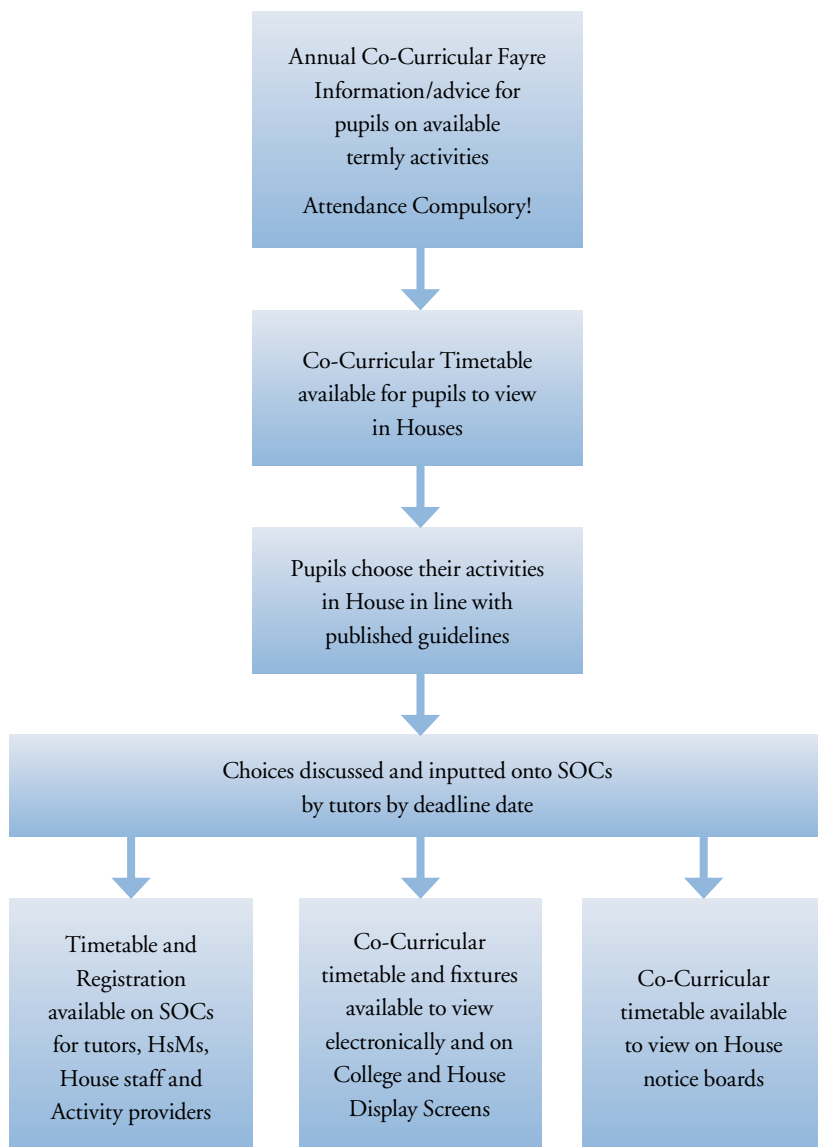 Annual Co-Curricular Fayre
Information/advice for
pupils on available
termly activities
Attendance Compulsory!
Co-Curricular Timetable
available for pupils to view
in Houses
Pupils choose their activities
in House in line with
published guidelines
Choices discussed and inputted onto SOCs
by tutors by deadline date
Timetable and
Registration
available on SOCs
for tutors, HsMs,
House staff and
Activity providers
Co-Curricular
timetable and fixtures
available to view
electronically and on
College and House
Display Screens
Co-Curricular
timetable available
to view on House
notice boards